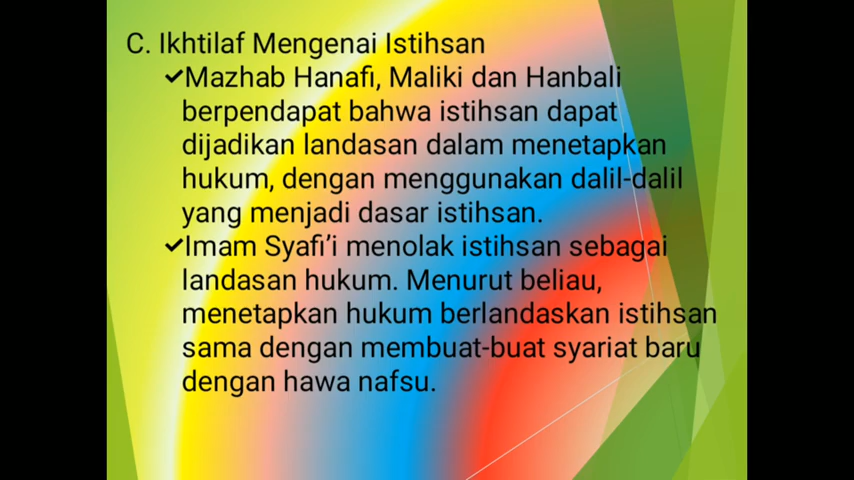 C. Ikhtilaf Mengenai Istihsan
✔Mazhab Hanafi, Maliki dan Hanbali
berpendapat bahwa istihsan dapat
dijadikan landasan dalam menetapkan
hukum, dengan menggunakan dalil-dalil
yang menjadi dasar istihsan.
✔Imam Syafi’i menolak istihsan sebagai
landasan hukum. Menurut beliau,
menetapkan hukum berlandaskan istihsan
sama dengan membuat-buat syariat baru
dengan hawa nafsu.